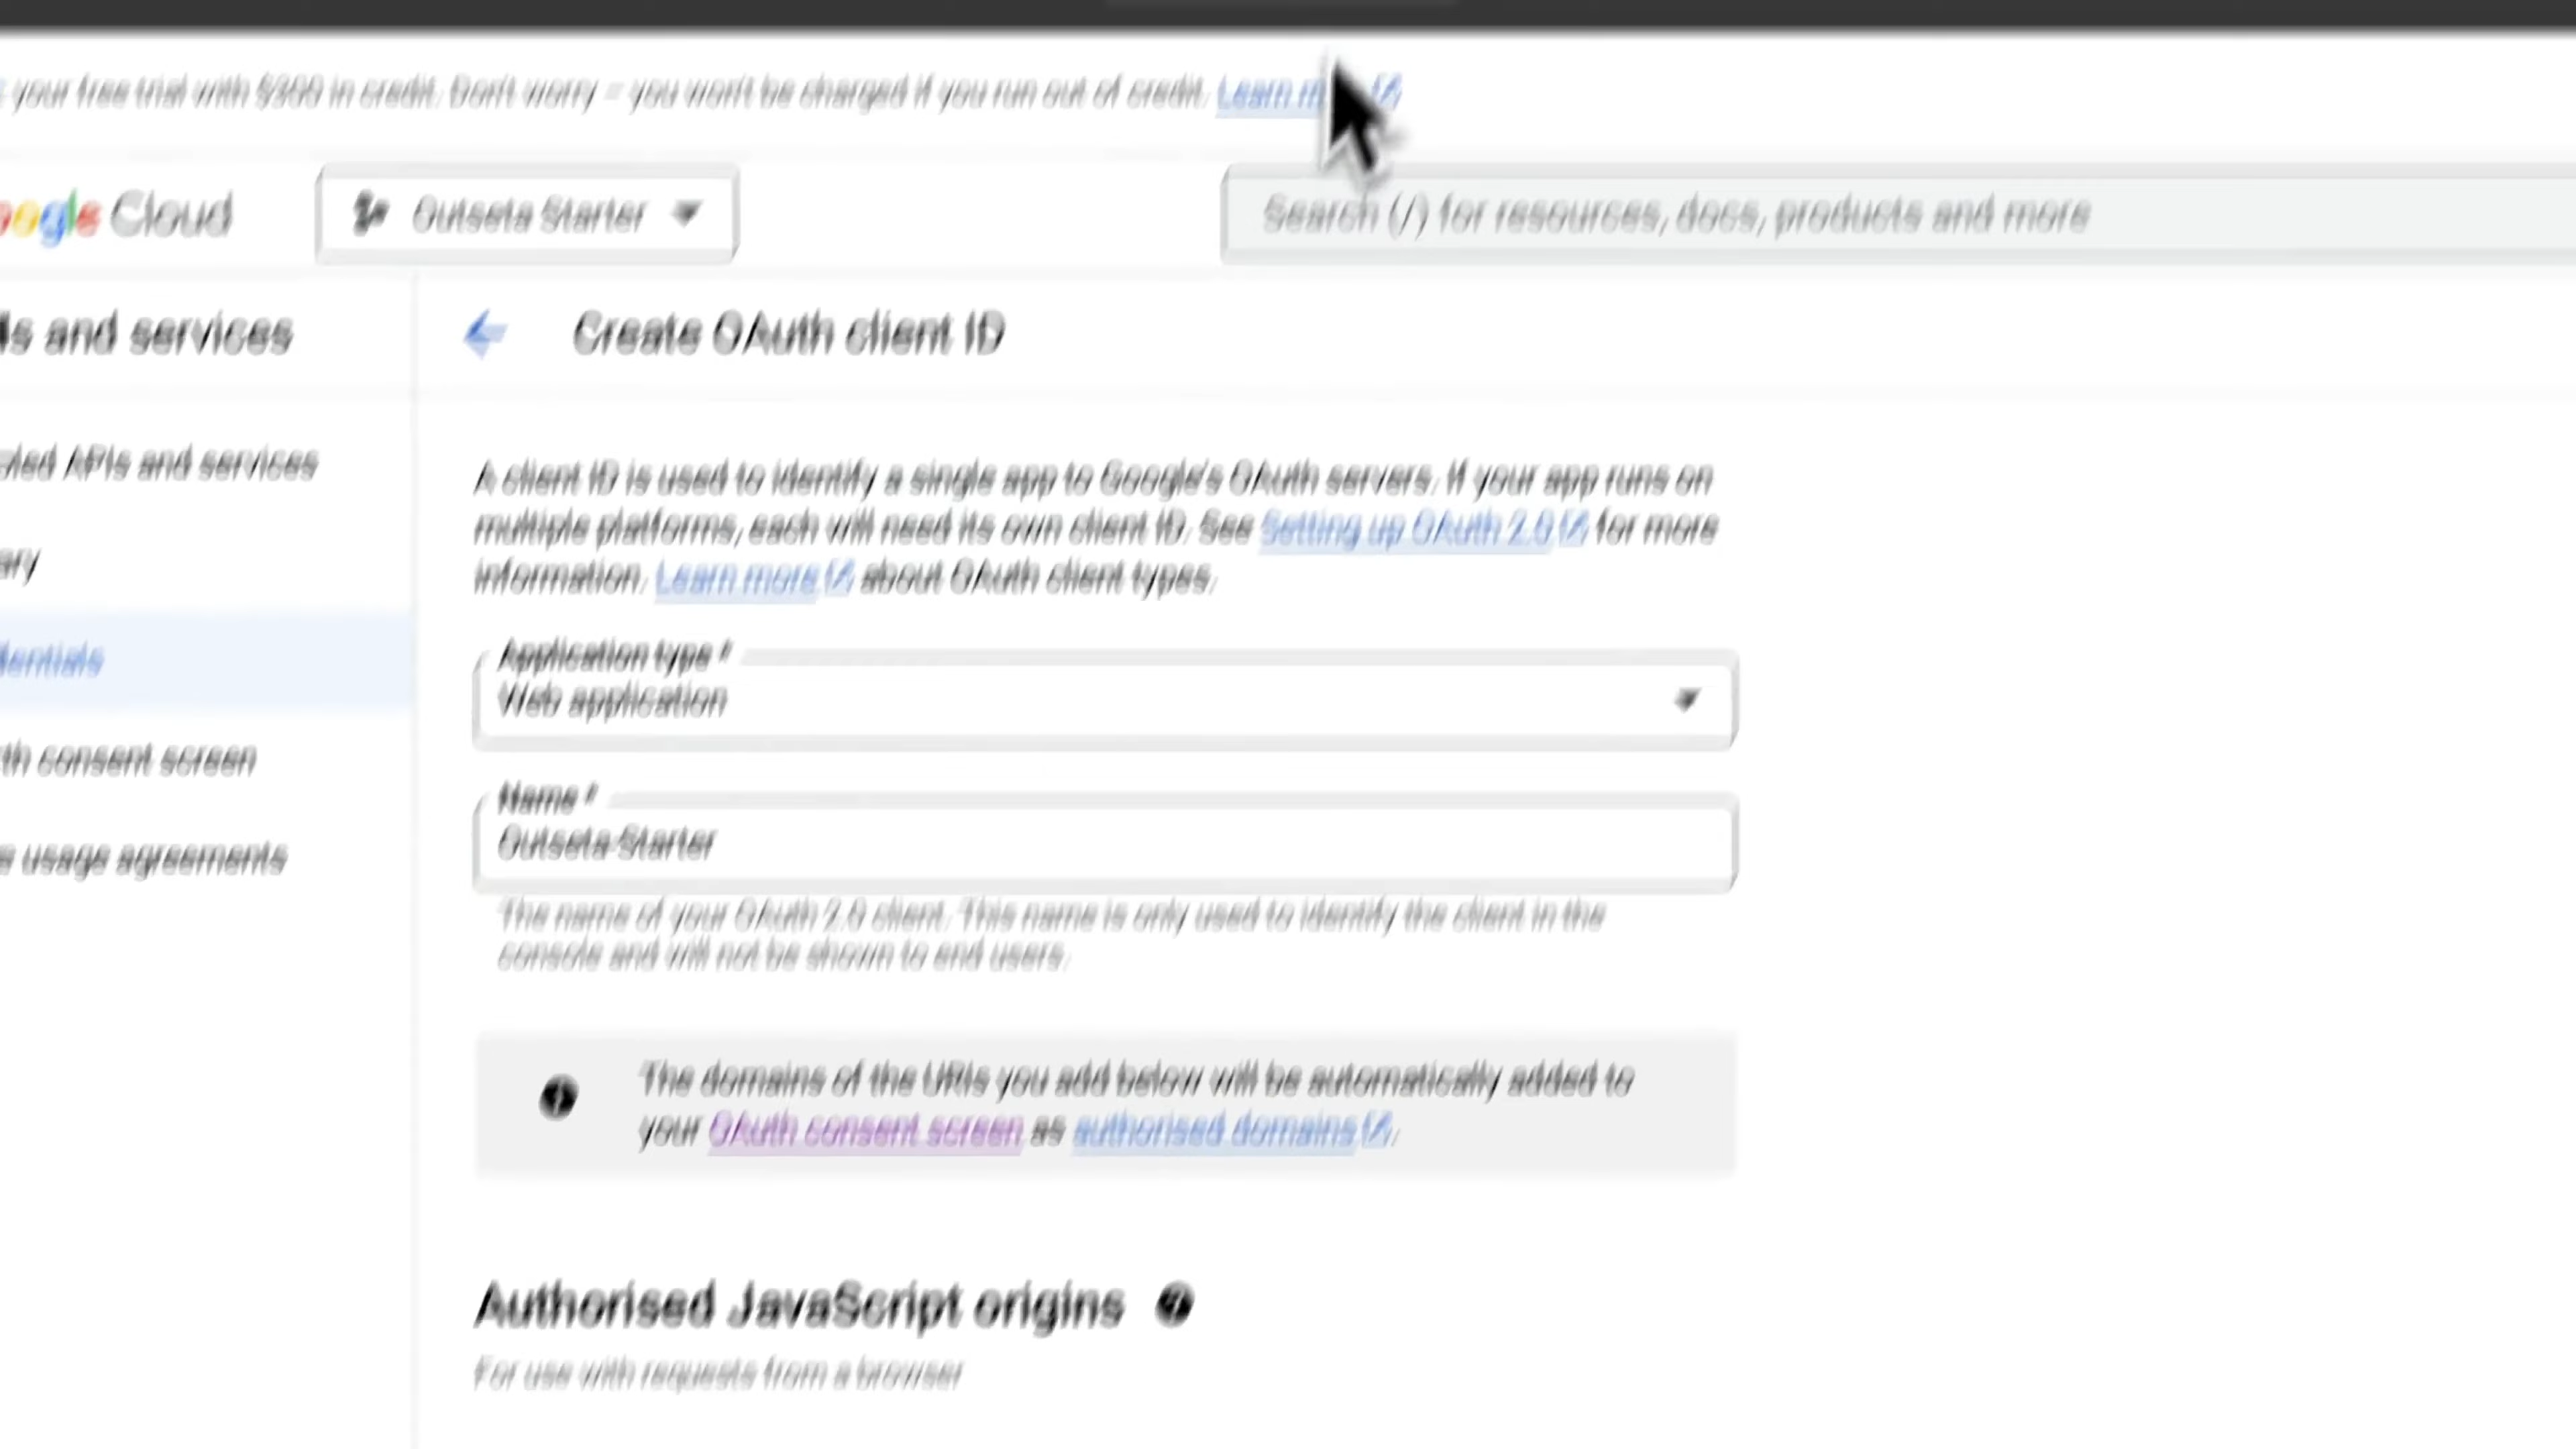 your free trial with $300 in credit. Don't worry – you won't be charged if you run out of credit. Learn
oogle Cloud
Outseta Starter
Search (/) for resources, docs, products and more
Is and services
Create OAuth client ID
oled APIs and services
ary
dentials
th consent screen
e usage agreements
A client ID is used to identify a single app to Google's OAuth servers. If your app runs on
multiple platforms, each will need its own client ID. See Setting up OAuth 2.0 for more
information. Learn more about OAuth client types.
Application type *
Web application
Name *
Outseta Starter
The name of your OAuth 2.0 client. This name is only used to identify the client in the
console and will not be shown to end users.
The domains of the URIs you add below will be automatically added to
your OAuth consent screen as authorised domains.
Authorised JavaScript origins
For use with requests from a browser